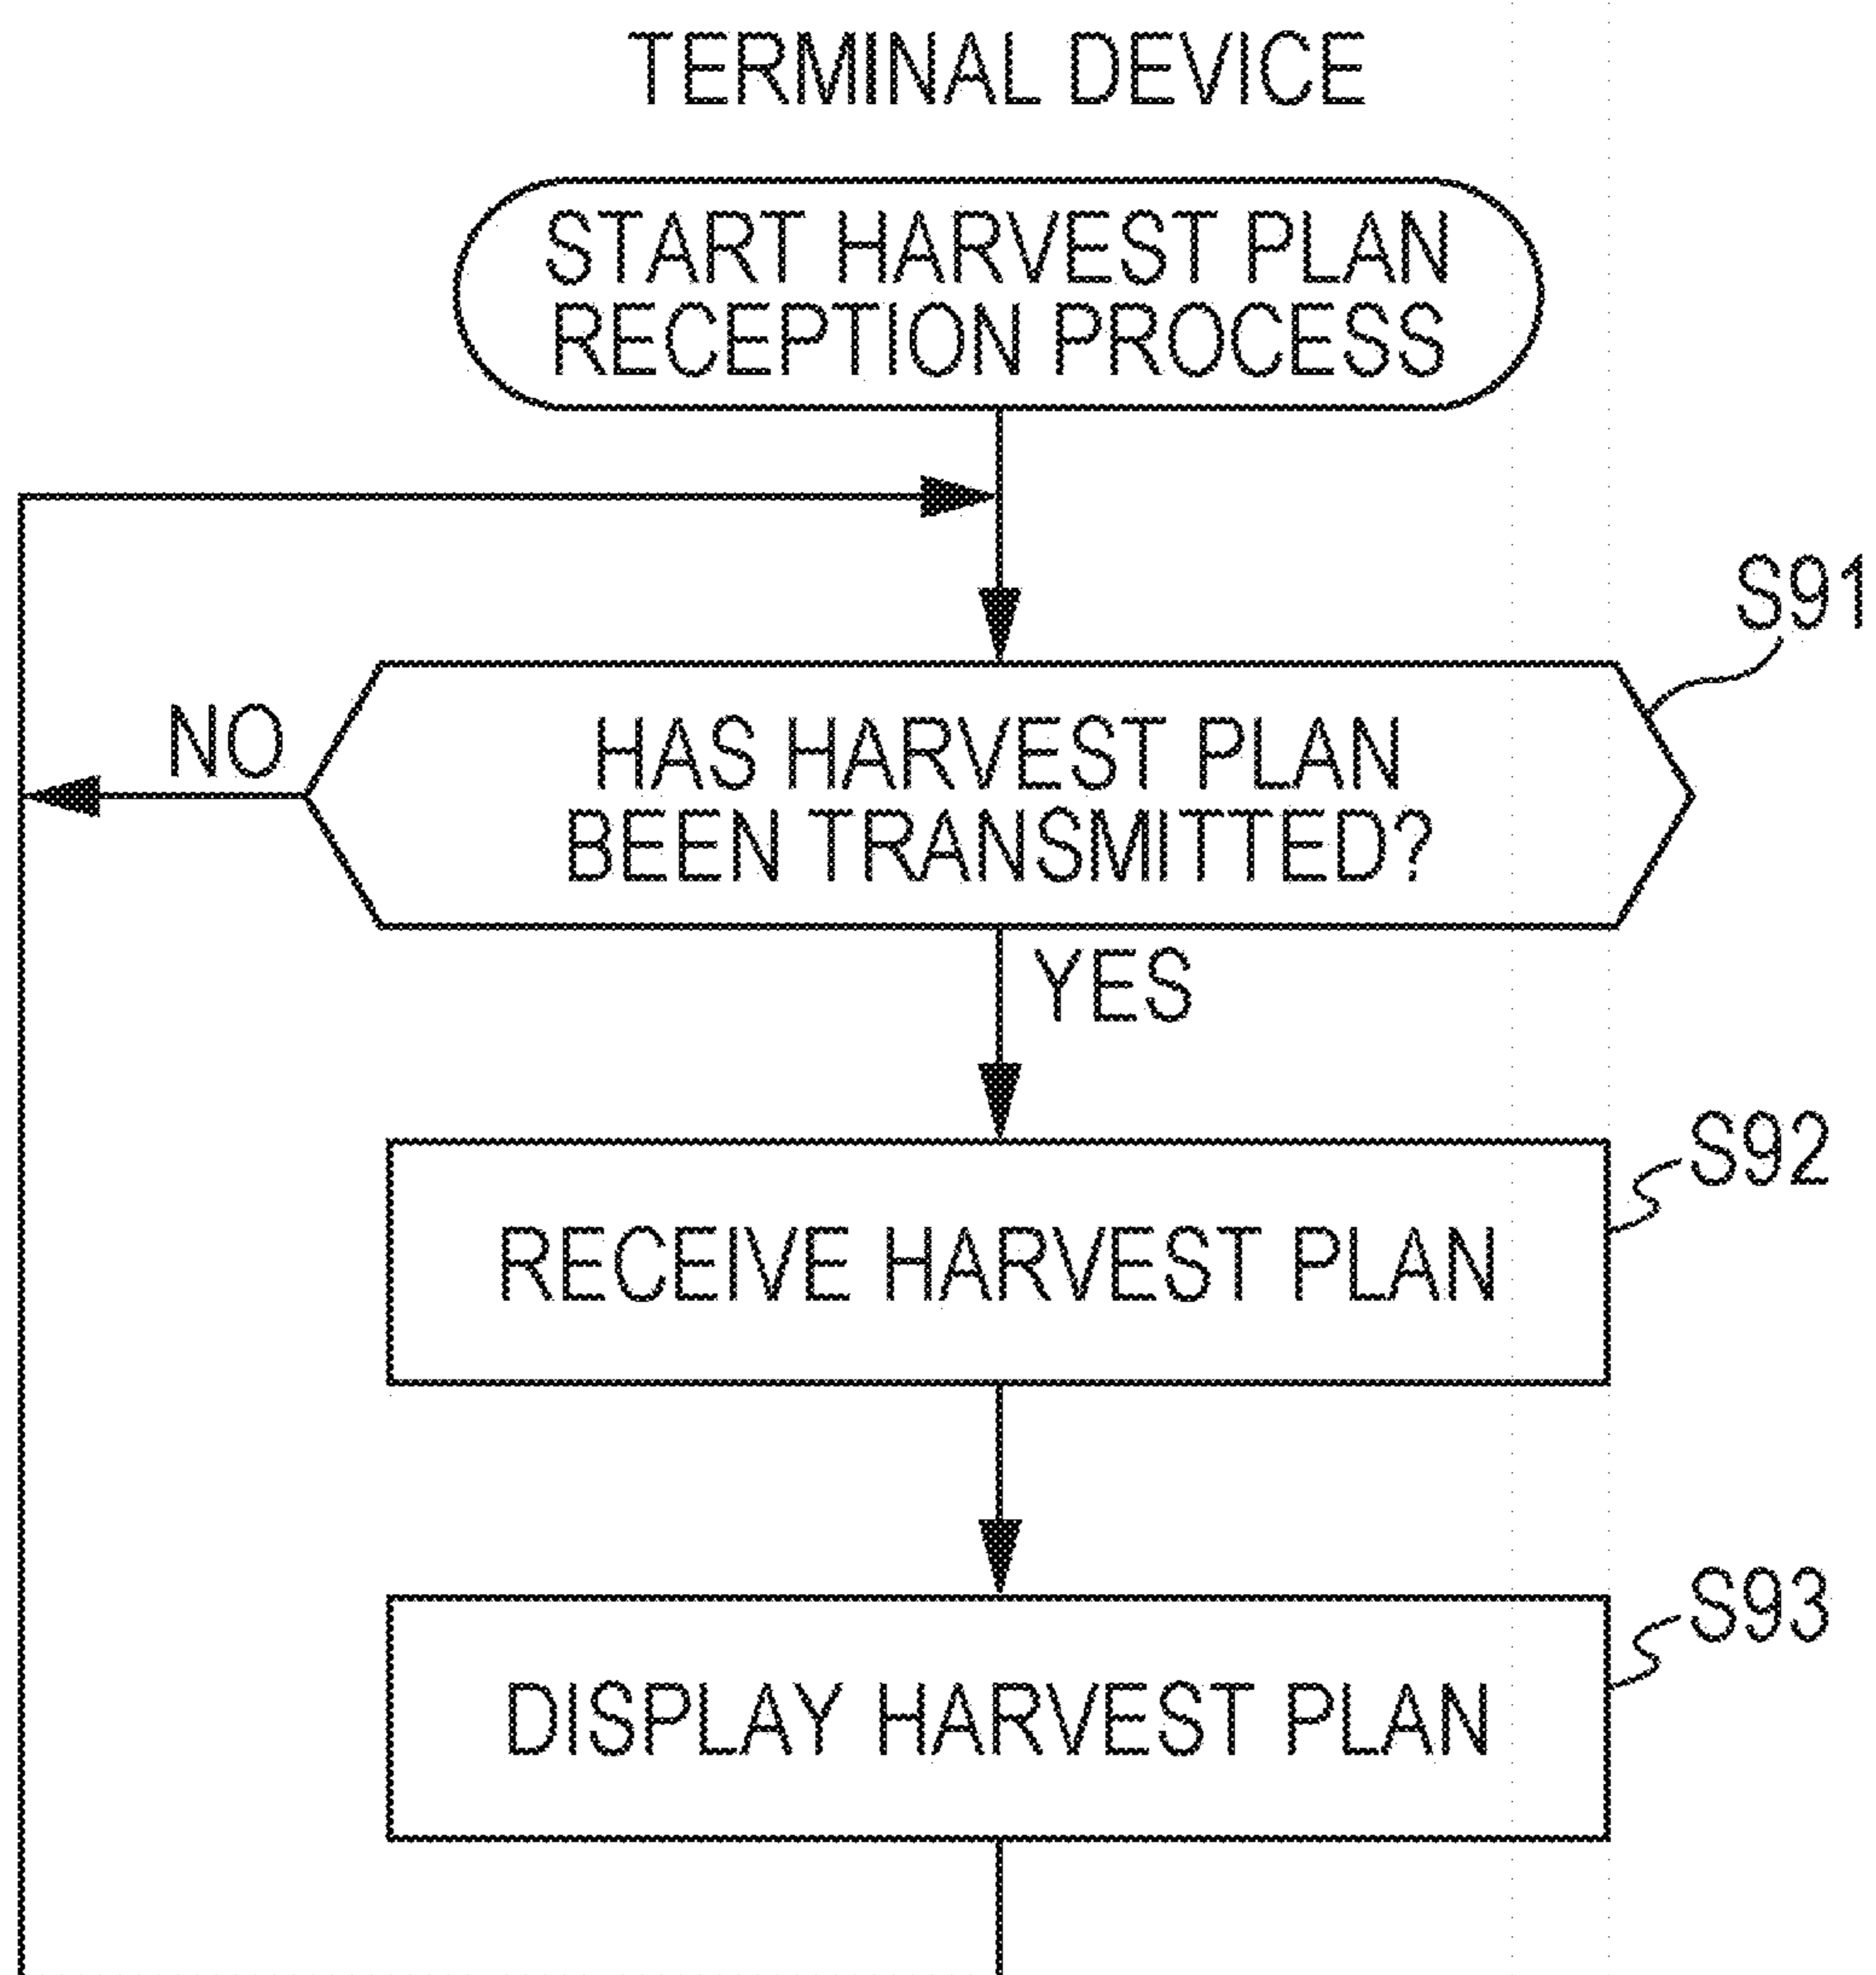 TERMINAL DEVICE
START HARVEST PLAN
RECEPTION PROCESS
S91
NO
HAS HARVEST PLAN
BEEN TRANSMITTED?
YES
S92
RECEIVE HARVEST PLAN
S93
DISPLAY HARVEST PLAN